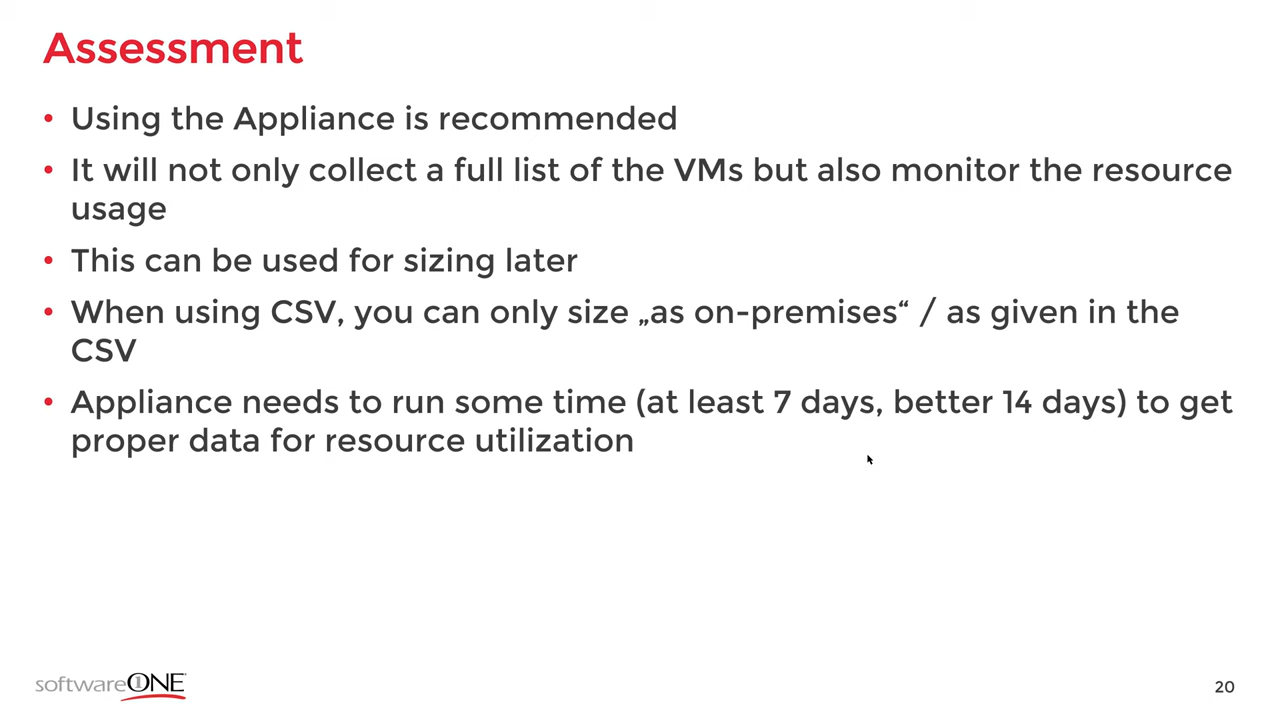 Assessment
• Using the Appliance is recommended
• It will not only collect a full list of the VMs but also monitor the resource
usage
• This can be used for sizing later
• When using CSV, you can only size „as on-premises“ / as given in the
CSV
• Appliance needs to run some time (at least 7 days, better 14 days) to get
proper data for resource utilization
softwareONE
20